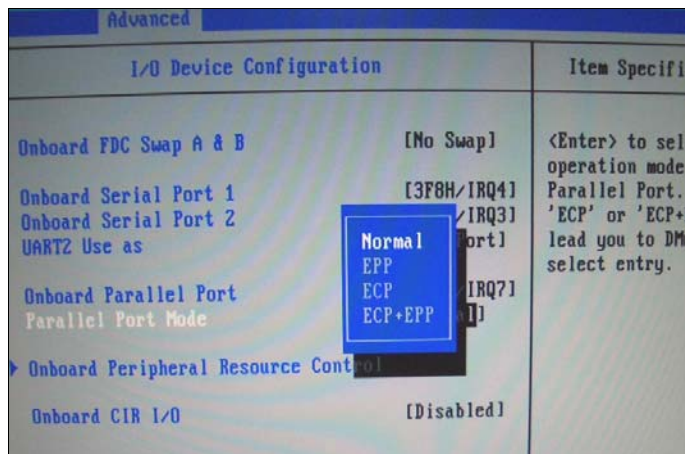 Advanced
I/O Device Configuration
Item Specifi
Onboard FDC Swap A & B [No Swap]
Onboard Serial Port 1 [3F8H/IRQ4]
Onboard Serial Port 2 /IRQ3]
UART2 Use as ort]
Onboard Parallel Port /IRQ7]
Parallel Port Mode l]
Normal
EPP
ECP
ECP+EPP
Onboard Peripheral Resource Control
Onboard CIR I/O [Disabled]
<Enter> to sel
operation mode
Parallel Port.
'ECP' or 'ECP+
lead you to DM
select entry.